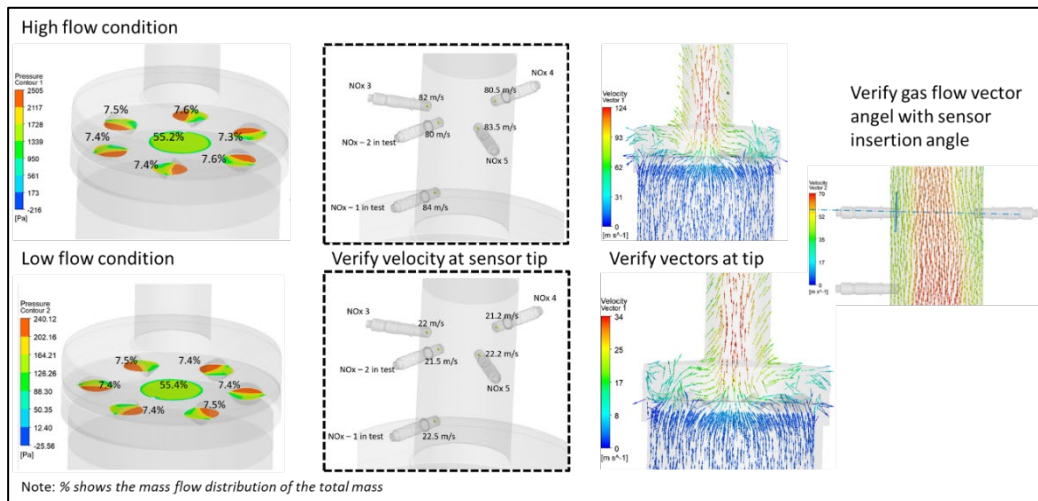 High flow condition
Pressure
Contour 1
2505
2117
1728
1339
950
561
173
-216
[Pa]
7.5%
7.6%
7.4%
55.2%
7.3%
7.4%
7.6%
NOx 3
NOx 4
82 m/s
80.5 m/s
NOx – 2 in test
80 m/s
83.5 m/s
NOx 5
NOx – 1 in test
84 m/s
Velocity
Vector 1
124
93
62
31
0
[m s^-1]
Verify gas flow vector
angel with sensor
insertion angle
Velocity
Vector 2
70
52
35
17
0
[m s^-1]
Low flow condition
Verify velocity at sensor tip
Verify vectors at tip
Pressure
Contour 2
240.12
202.16
164.21
126.26
88.30
50.35
12.40
-25.56
[Pa]
7.5%
7.4%
7.4%
55.4%
7.4%
7.4%
7.5%
NOx 3
NOx 4
22 m/s
21.2 m/s
NOx – 2 in test
21.5 m/s
22.2 m/s
NOx 5
NOx – 1 in test
22.5 m/s
Velocity
Vector 1
34
25
17
8
0
[m s^-1]
Note: % shows the mass flow distribution of the total mass